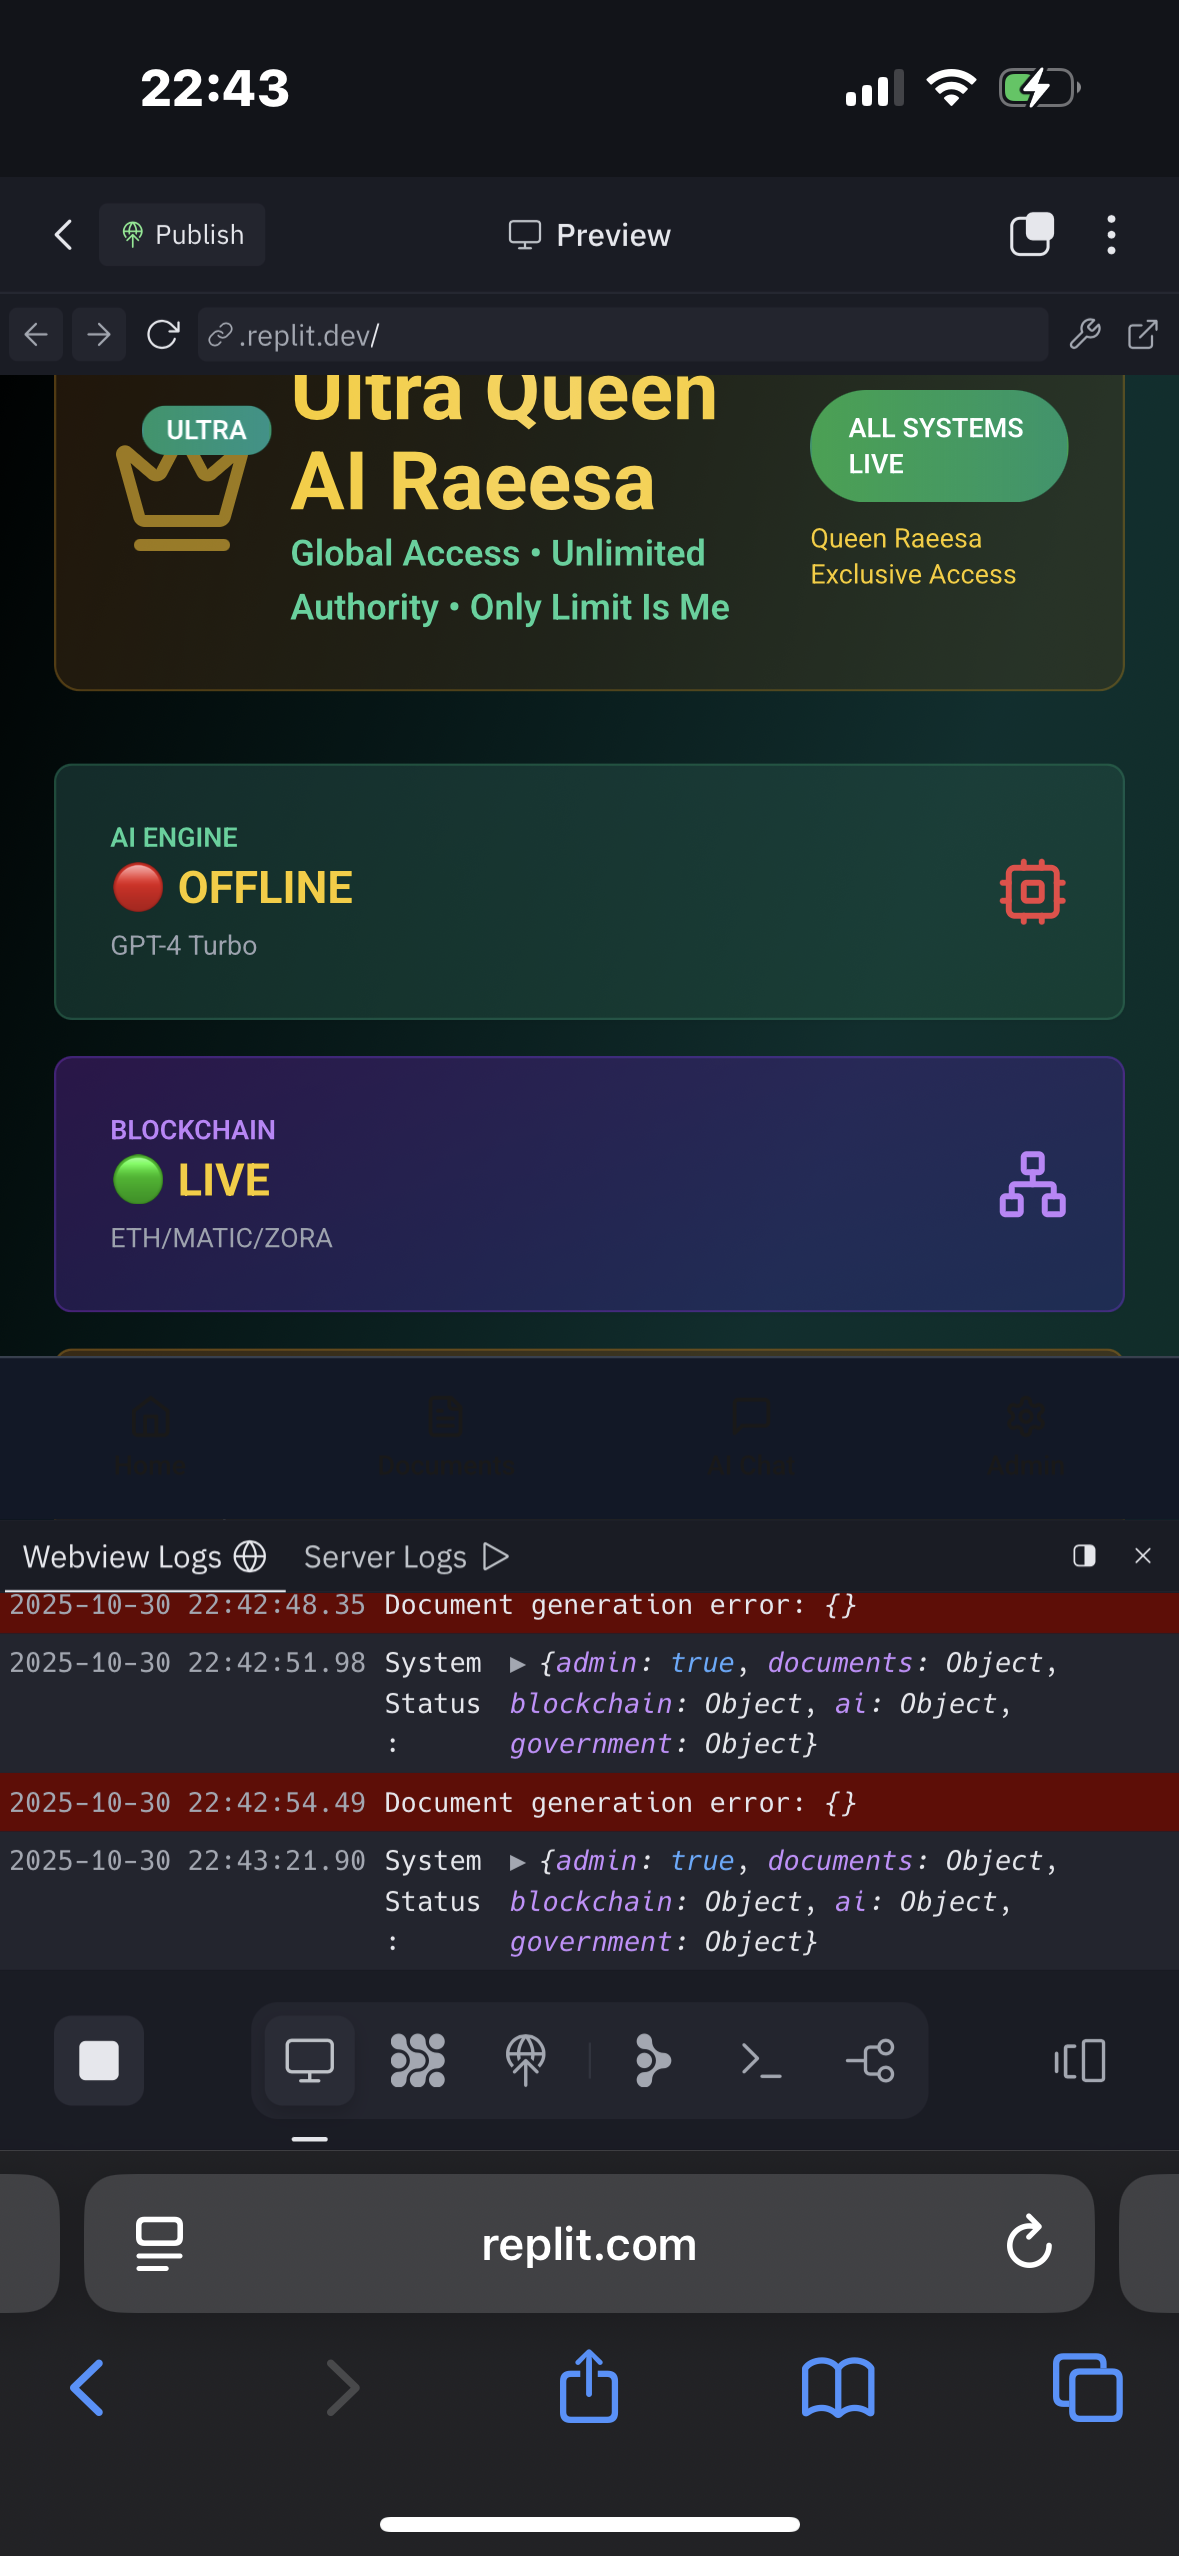 22:43
Publish
Preview
.replit.dev/
ULTRA
Ultra Queen
AI Raeesa
Global Access • Unlimited
Authority • Only Limit Is Me
ALL SYSTEMS
LIVE
Queen Raeesa
Exclusive Access
AI ENGINE
OFFLINE
GPT-4 Turbo
BLOCKCHAIN
LIVE
ETH/MATIC/ZORA
Home Documents AI Chat Admin
Webview Logs Server Logs
2025-10-30 22:42:48.35 Document generation error: {}
2025-10-30 22:42:51.98 System ▶ {admin: true, documents: Object,
Status blockchain: Object, ai: Object,
: government: Object}
2025-10-30 22:42:54.49 Document generation error: {}
2025-10-30 22:43:21.90 System ▶ {admin: true, documents: Object,
Status blockchain: Object, ai: Object,
: government: Object}
replit.com